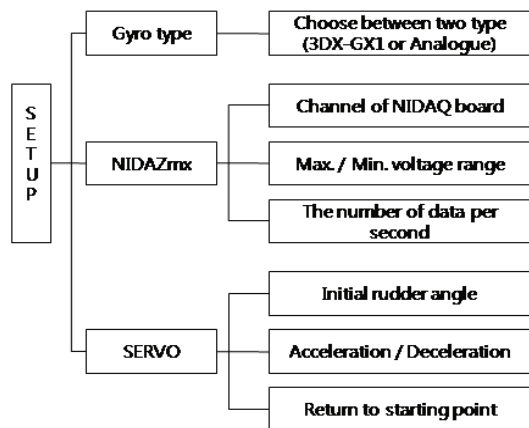 SETUP
Gyro type
Choose between two type
(3DX-GX1 or Analogue)
NIDAZmx
Channel of NIDAQ board
Max. / Min. voltage range
The number of data per
second
SERVO
Initial rudder angle
Acceleration / Deceleration
Return to starting point